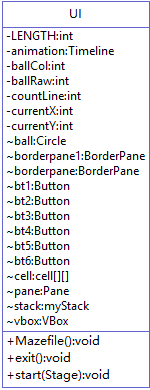 UI
-LENGTH:int
-animation:Timeline
-ballCol:int
-ballRaw:int
-countLine:int
-currentX:int
-currentY:int
~ball:Circle
~borderpane1:BorderPane
~borderpane:BorderPane
~bt1:Button
~bt2:Button
~bt3:Button
~bt4:Button
~bt5:Button
~bt6:Button
~cell:cell[][]
~pane:Pane
~stack:myStack
~vbox:VBox
+Mazefile():void
+exit():void
+start(Stage):void